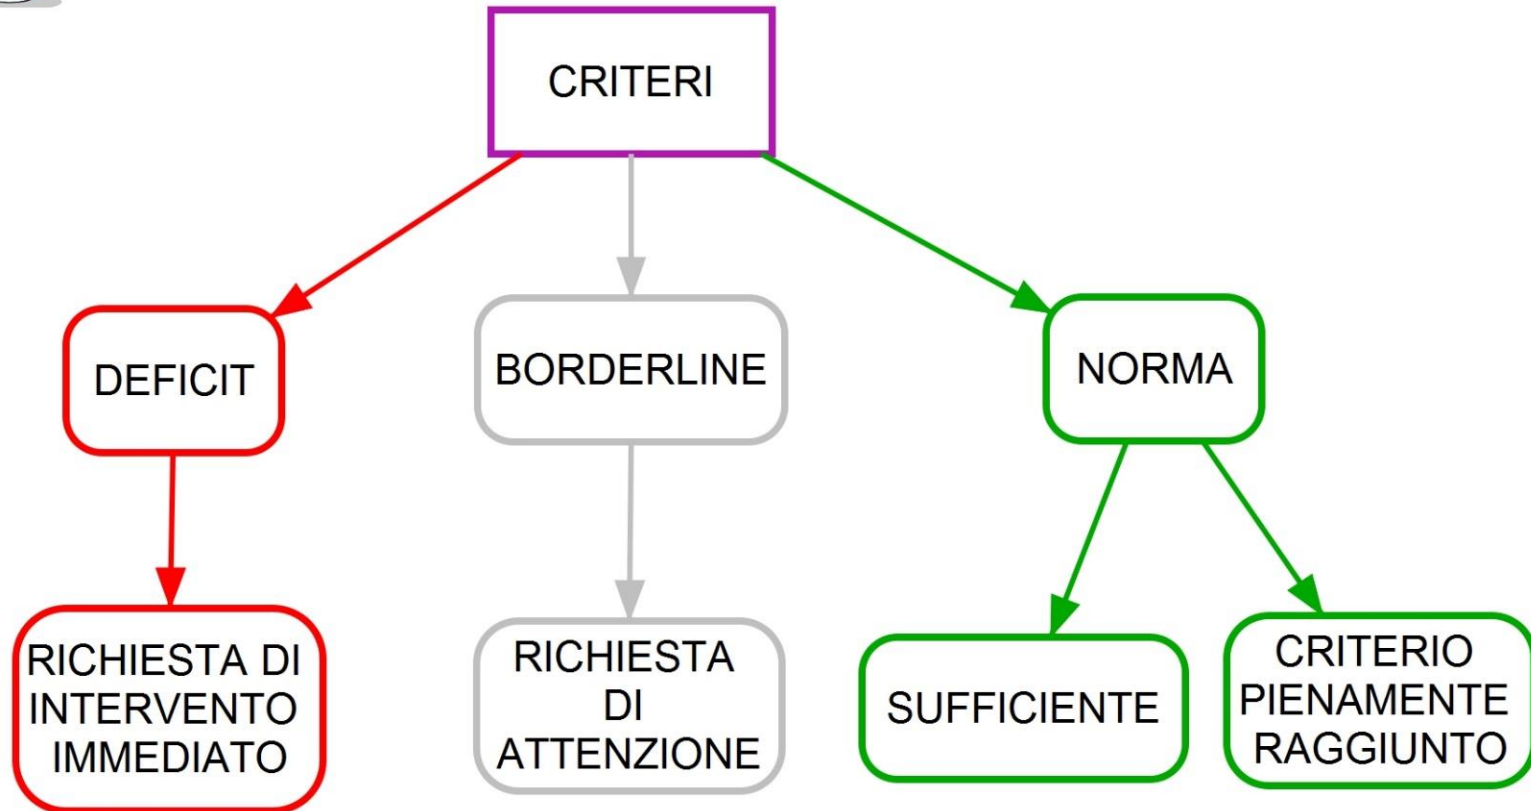 CRITERI
DEFICIT
BORDERLINE
NORMA
RICHIESTA DI
INTERVENTO
IMMEDIATO
RICHIESTA
DI
ATTENZIONE
SUFFICIENTE
CRITERIO
PIENAMENTE
RAGGIUNTO